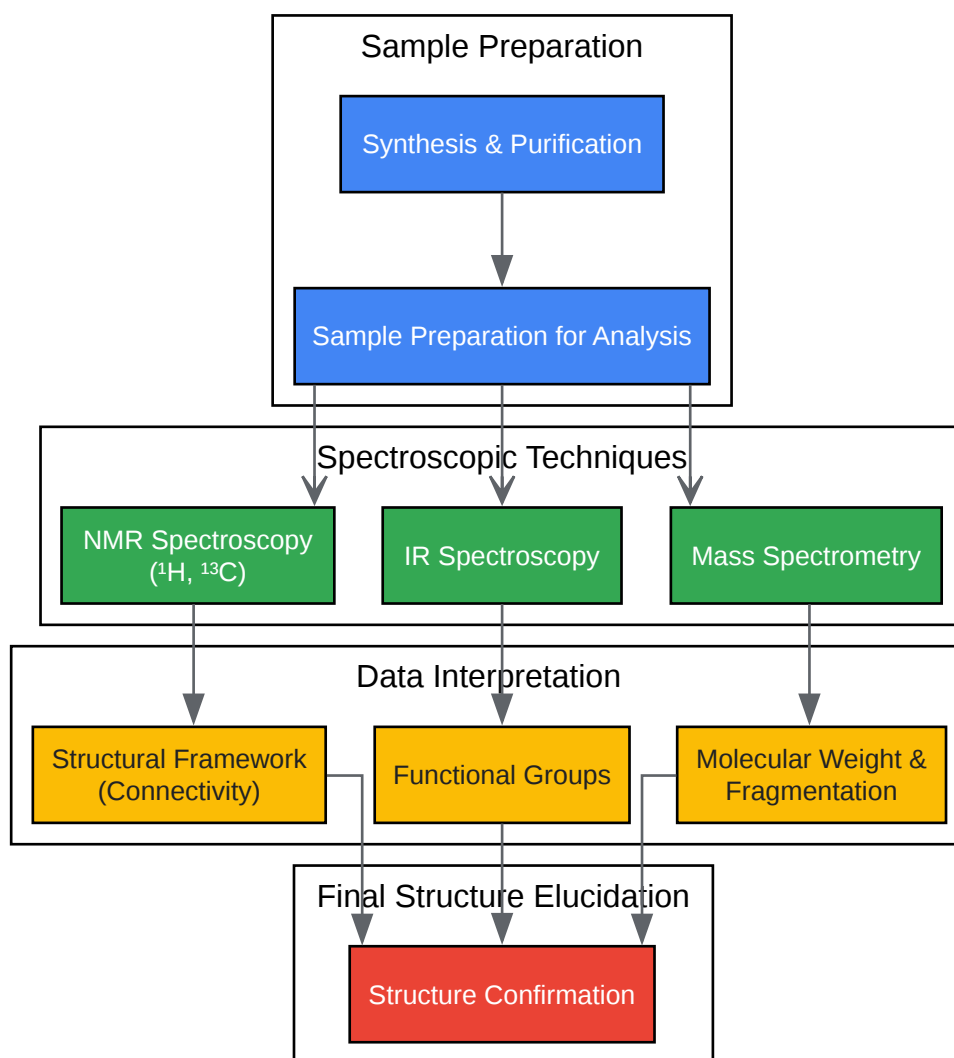 Sample Preparation
Synthesis & Purification
Sample Preparation for Analysis
Spectroscopic Techniques
NMR Spectroscopy
(¹H, ¹³C)
IR Spectroscopy
Mass Spectrometry
Data Interpretation
Structural Framework
(Connectivity)
Functional Groups
Molecular Weight &
Fragmentation
Final Structure Elucidation
Structure Confirmation